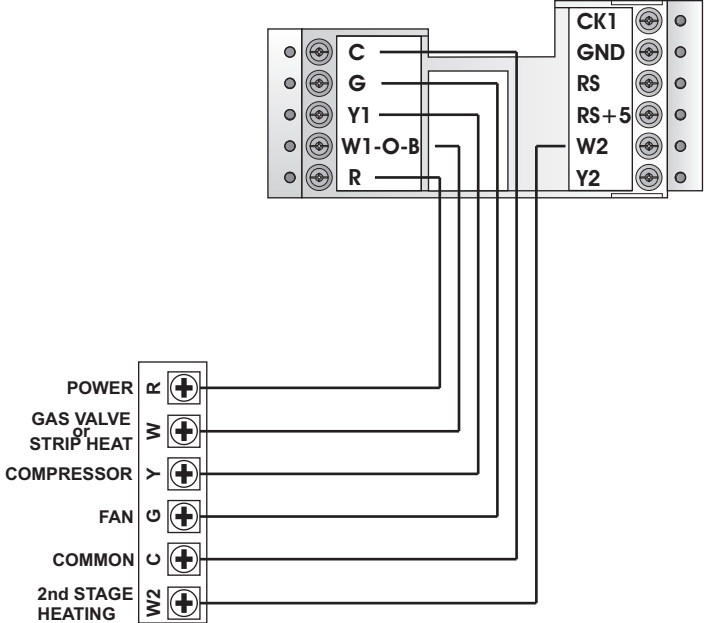 C
G
Y1
W1-O-B
R
CK1
GND
RS
RS+5
W2
Y2
POWER R
GAS VALVE
or
STRIP HEAT W
COMPRESSOR Y
FAN G
COMMON C
2nd STAGE
HEATING W2